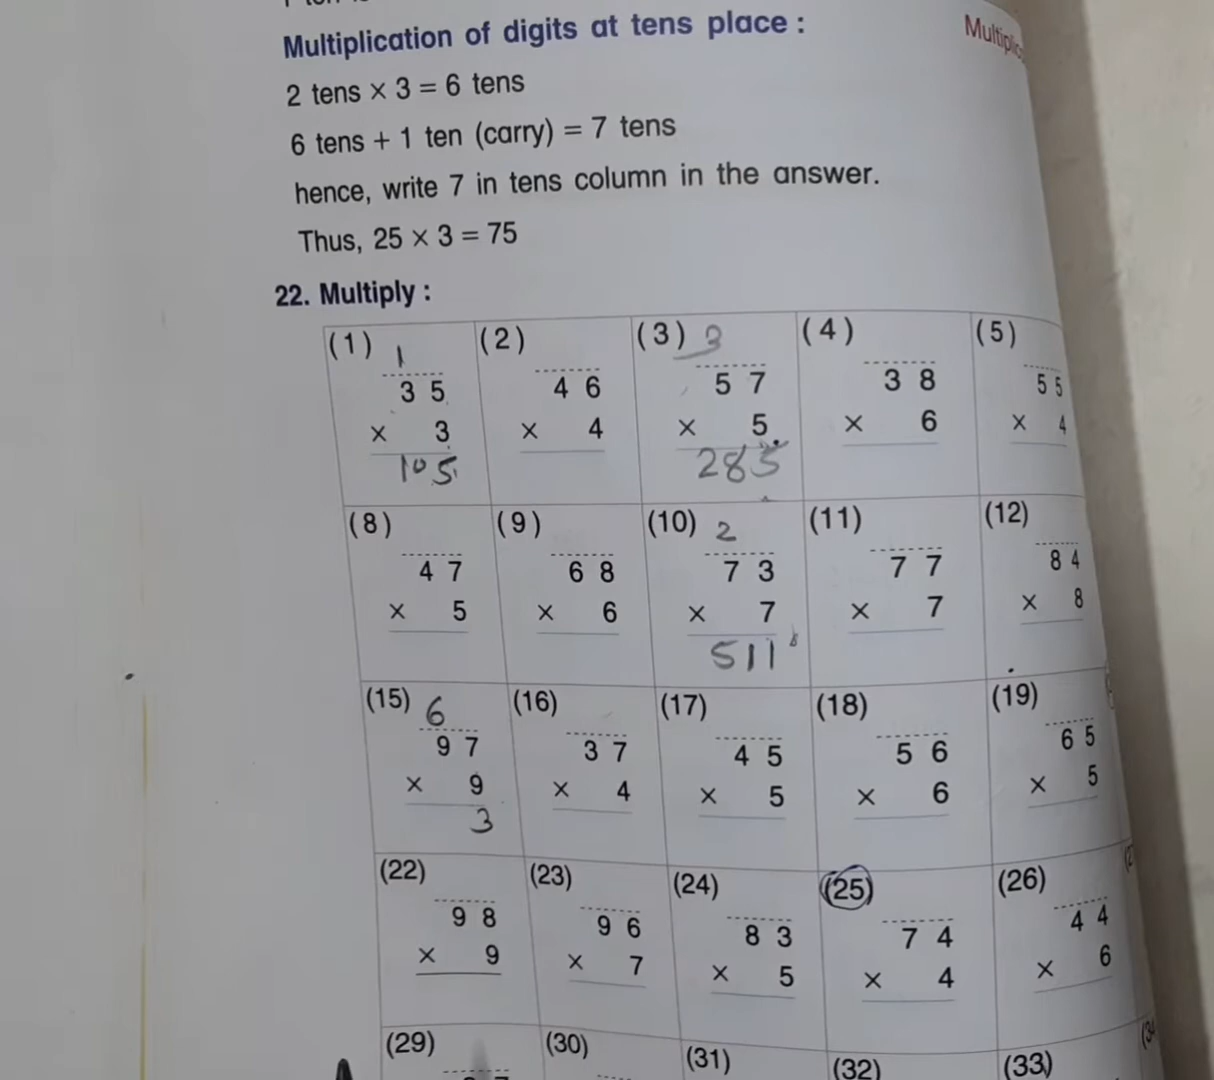 Multiplication of digits at tens place :
2 tens × 3 = 6 tens
6 tens + 1 ten (carry) = 7 tens
hence, write 7 in tens column in the answer.
Thus, 25 × 3 = 75
22. Multiply :
(1) (2) (3) (4) (5)
1 3
35 46 57 38 55
× 3 × 4 × 5 × 6 × 4
105 285
(8) (9) (10) (11) (12)
2
47 68 73 77 84
× 5 × 6 × 7 × 7 × 8
511
(15) (16) (17) (18) (19)
6
97 37 45 56 65
× 9 × 4 × 5 × 6 × 5
3
(22) (23) (24) (25) (26)
98 96 83 74 44
× 9 × 7 × 5 × 4 × 6
(29) (30) (31) (32) (33)